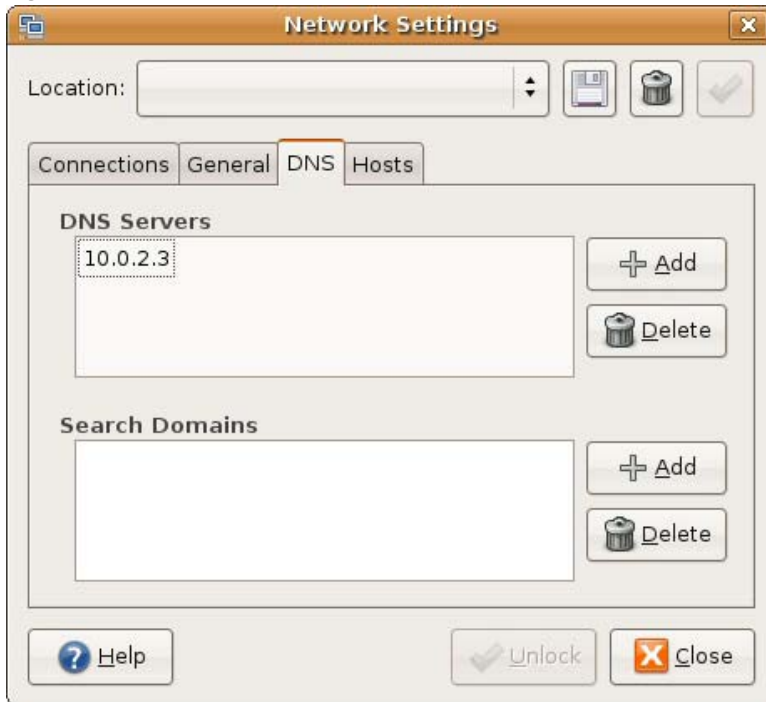 Network Settings
Location:
Connections General DNS Hosts
DNS Servers
10.0.2.3
Add
Delete
Search Domains
Add
Delete
Help Unlock Close